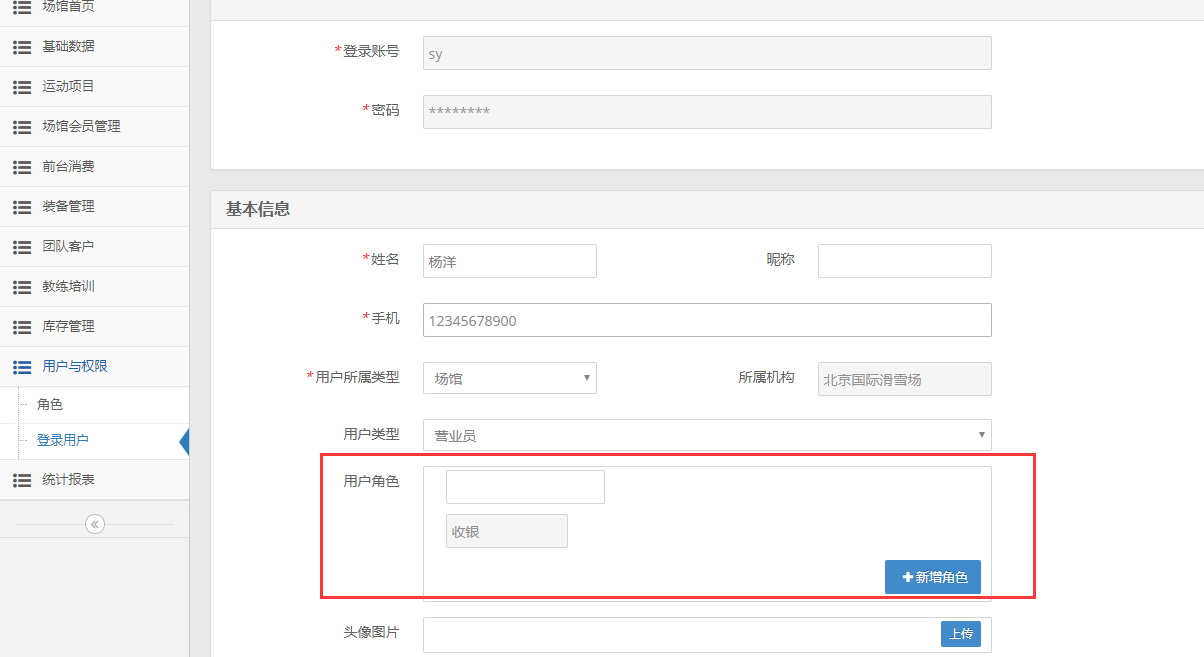 场馆首页
基础数据
运动项目
场馆会员管理
前台消费
装备管理
团队客户
教练培训
库存管理
用户与权限
角色
登录用户
统计报表
*登录账号 sy
*密码 ********
基本信息
*姓名 杨洋 昵称
*手机 12345678900
*用户所属类型 场馆 所属机构 北京国际滑雪场
用户类型 营业员
用户角色
收银
新增角色
头像图片 上传